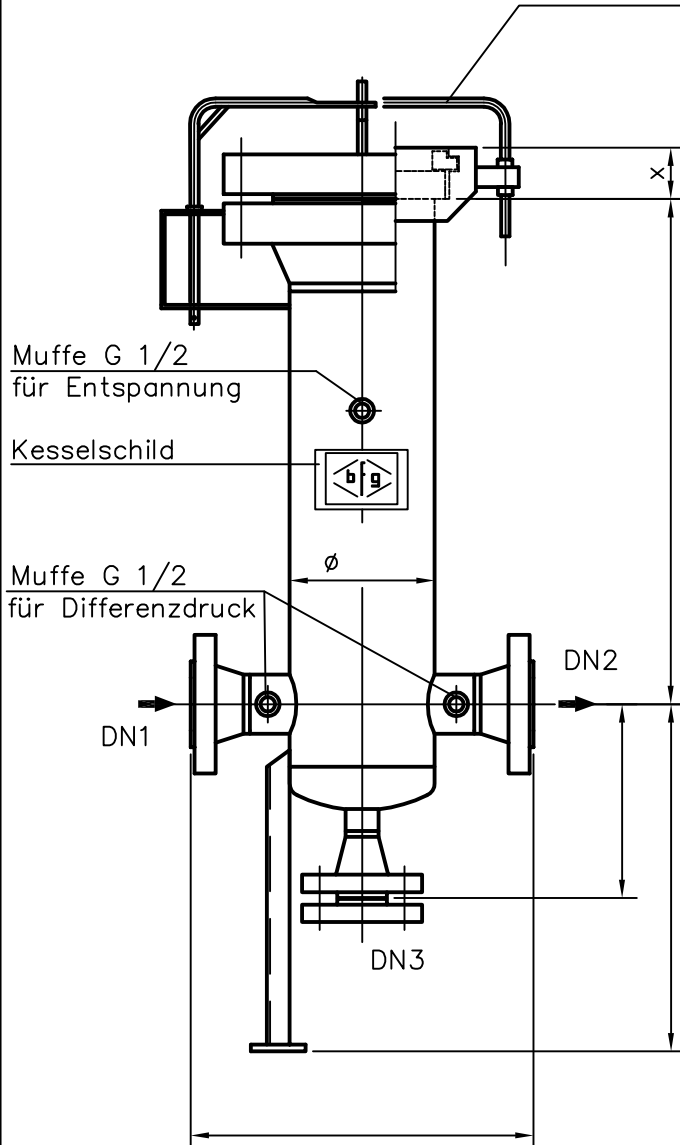 x
Muffe G 1/2
für Entspannung
Kesselschild
bfg
ø
Muffe G 1/2
für Differenzdruck
DN2
DN1
DN3